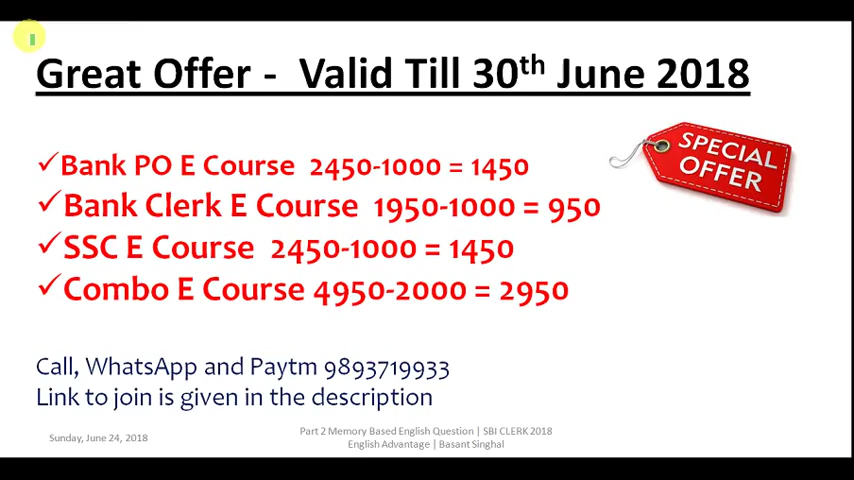 Great Offer - Valid Till 30th June 2018
SPECIAL
OFFER
✓Bank PO E Course 2450-1000 = 1450
✓Bank Clerk E Course 1950-1000 = 950
✓SSC E Course 2450-1000 = 1450
✓Combo E Course 4950-2000 = 2950
Call, WhatsApp and Paytm 9893719933
Link to join is given in the description
Sunday, June 24, 2018
Part 2 Memory Based English Question | SBI CLERK 2018
English Advantage | Basant Singhal